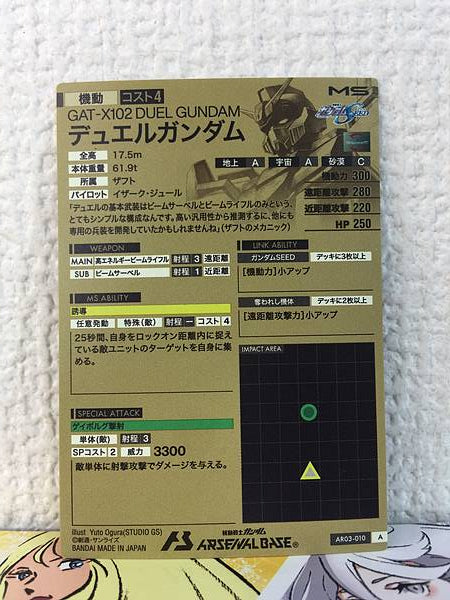 機動 コスト4
MS
GAT-X102 DUEL GUNDAM
デュエルガンダム
全高 17.5m
本体重量 61.9t
所属 ザフト
パイロット イザーク・ジュール
地上 A 宇宙 A 砂漠 C
機動力 300
遠距離攻撃 280
近距離攻撃 220
HP 250
「デュエルの基本武装はビームサーベルとビームライフルのみという、
とてもシンプルな構成なんです。高い汎用性から推測するに、他にも
専用の兵装を開発していたかもしれませんね」（ザフトのメカニック）
WEAPON
MAIN 高エネルギービームライフル 射程 3 遠距離
SUB ビームサーベル 射程 1 近距離
LINK ABILITY
ガンダムSEED デッキに3枚以上
[機動力]小アップ
奪われし機体 デッキに2枚以上
[遠距離攻撃力]小アップ
MS ABILITY
誘導
任意発動 特殊(敵) 射程 ー コスト 4
25秒間、自身をロックオン距離内に捉え
ている敵ユニットのターゲットを自身に集
める。
IMPACT AREA
SPECIAL ATTACK
ゲイボルグ撃射
単体(敵) 射程 3
SPコスト 2 威力 3300
敵単体に射撃攻撃でダメージを与える。
illust Yuto Ogura(STUDIO GS)
©創通・サンライズ
BANDAI MADE IN JAPAN
機動戦士ガンダム
ARSENAL BASE®
AR03-010 A